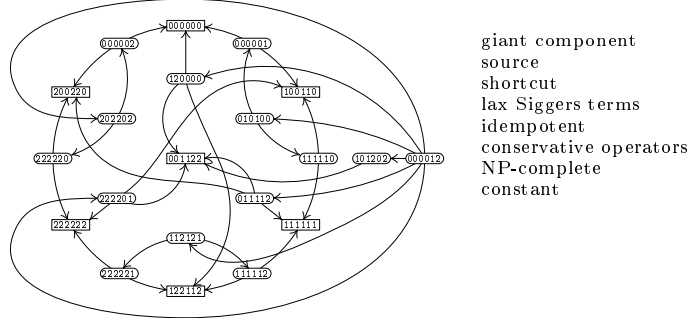 000000
000002
000001
giant component
source
120000
shortcut
200220
100110
lax Siggers terms
202202
010100
idempotent
222220
001122
111110
101202
000012
conservative operators
NP-complete
constant
222201
011112
222222
111111
112121
222221
111112
122112